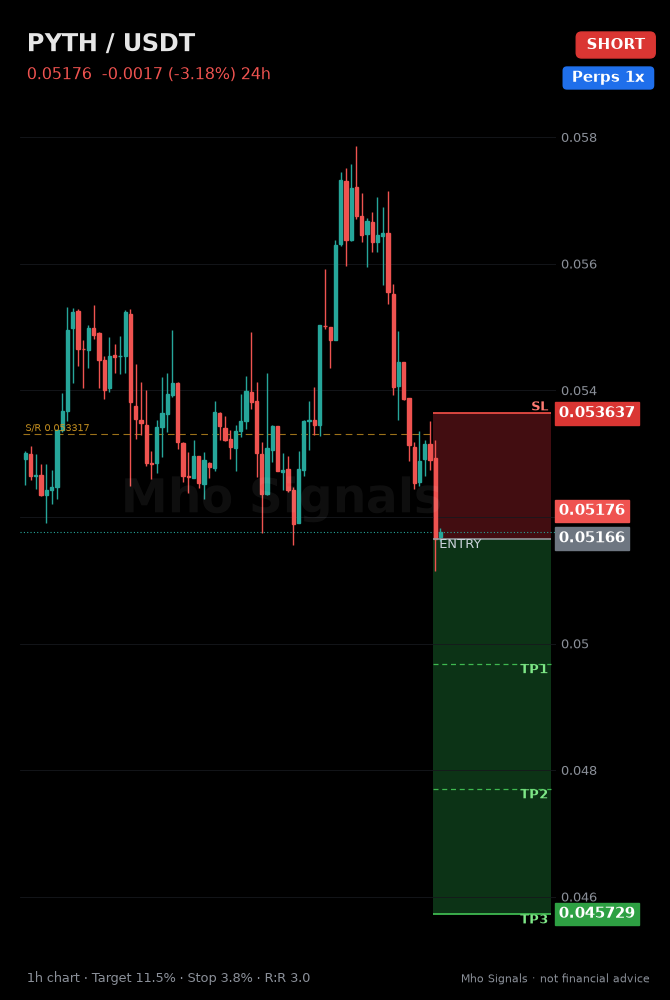 PYTH / USDT
SHORT
0.05176 -0.0017 (-3.18%) 24h
Perps 1x
0.058
0.056
0.054
SL
0.053637
S/R 0.053317
Mho Signals
0.05176
0.05166
ENTRY
0.05
TP1
0.048
TP2
0.046
0.045729
TP3
1h chart · Target 11.5% · Stop 3.8% · R:R 3.0
Mho Signals · not financial advice